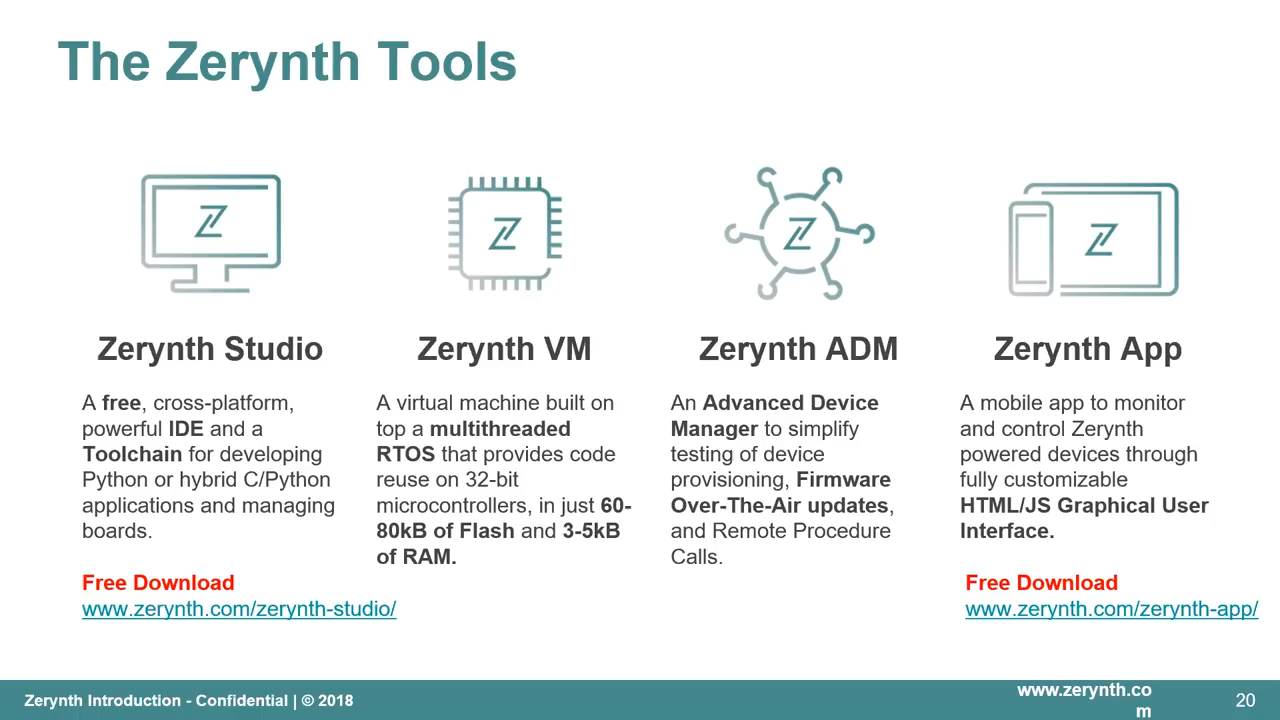 The Zerynth Tools
Zerynth Studio
A free, cross-platform,
powerful IDE and a
Toolchain for developing
Python or hybrid C/Python
applications and managing
boards.
Free Download
www.zerynth.com/zerynth-studio/
Zerynth VM
A virtual machine built on
top a multithreaded
RTOS that provides code
reuse on 32-bit
microcontrollers, in just 60-
80kB of Flash and 3-5kB
of RAM.
Zerynth ADM
An Advanced Device
Manager to simplify
testing of device
provisioning, Firmware
Over-The-Air updates,
and Remote Procedure
Calls.
Zerynth App
A mobile app to monitor
and control Zerynth
powered devices through
fully customizable
HTML/JS Graphical User
Interface.
Free Download
www.zerynth.com/zerynth-app/
Zerynth Introduction - Confidential | © 2018
www.zerynth.co
m
20